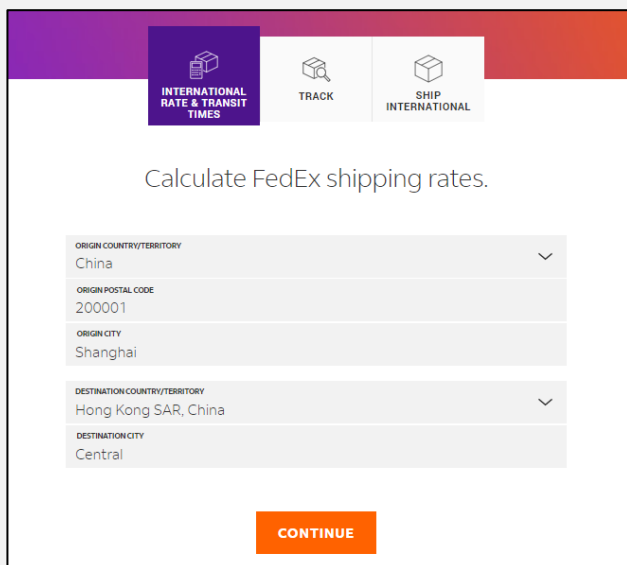 INTERNATIONAL
RATE & TRANSIT
TIMES
TRACK
SHIP
INTERNATIONAL
Calculate FedEx shipping rates.
ORIGIN COUNTRY/TERRITORY
China
ORIGIN POSTAL CODE
200001
ORIGIN CITY
Shanghai
DESTINATION COUNTRY/TERRITORY
Hong Kong SAR, China
DESTINATION CITY
Central
CONTINUE